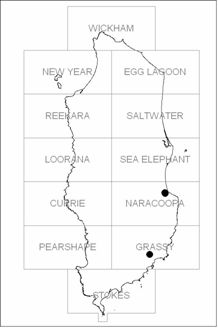 WICKHAM
NEW YEAR EGG LAGOON
REEKARA SALTWATER
LOORANA SEA ELEPHANT
CURRIE NARACOOPA
PEARSHAPE GRASSY
STOKES